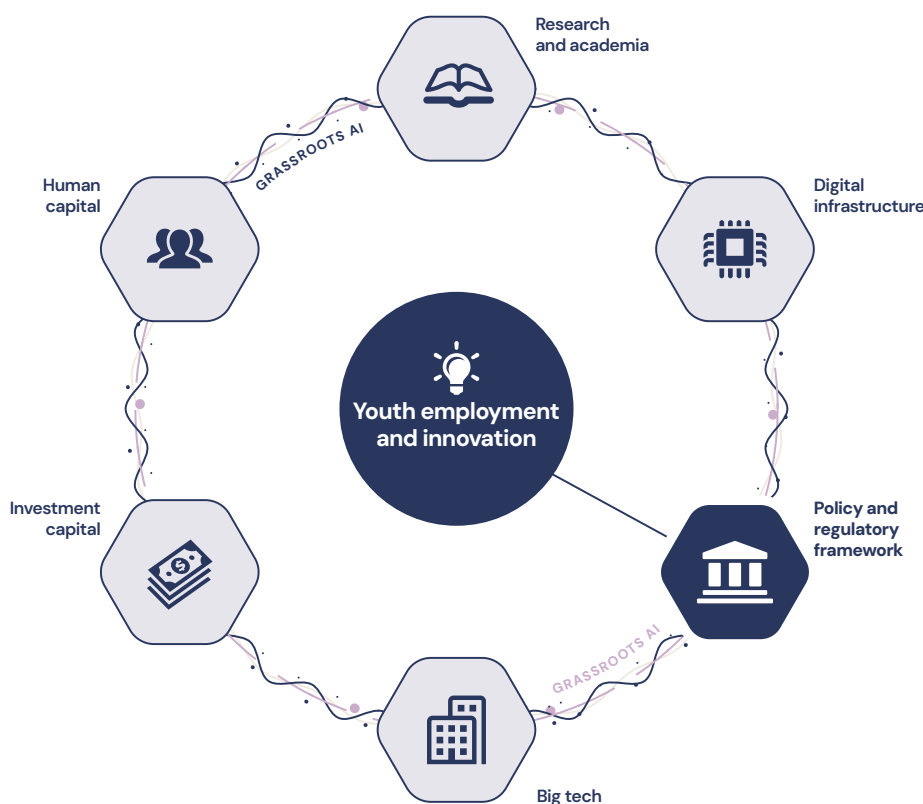 Research
and academia
GRASSROOTS AI
Human
capital
Digital
infrastructure
Youth employment
and innovation
Investment
capital
Policy and
regulatory
framework
GRASSROOTS AI
Big tech
$